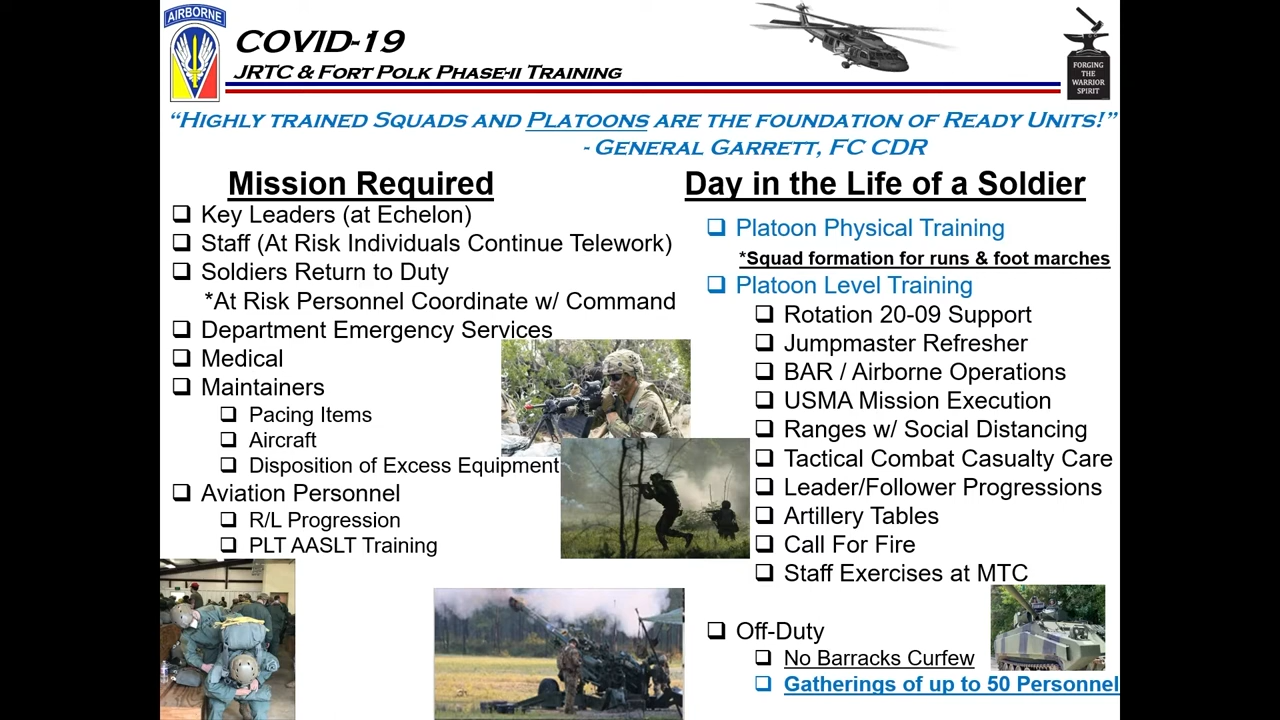 AIRBORNE
COVID-19
JRTC & FORT POLK PHASE-II TRAINING
FORGING
THE
WARRIOR
SPIRIT
“HIGHLY TRAINED SQUADS AND PLATOONS ARE THE FOUNDATION OF READY UNITS!”
- GENERAL GARRETT, FC CDR
Mission Required
Key Leaders (at Echelon)
Staff (At Risk Individuals Continue Telework)
Soldiers Return to Duty
*At Risk Personnel Coordinate w/ Command
Department Emergency Services
Medical
Maintainers
Pacing Items
Aircraft
Disposition of Excess Equipment
Aviation Personnel
R/L Progression
PLT AASLT Training
Day in the Life of a Soldier
Platoon Physical Training
*Squad formation for runs & foot marches
Platoon Level Training
Rotation 20-09 Support
Jumpmaster Refresher
BAR / Airborne Operations
USMA Mission Execution
Ranges w/ Social Distancing
Tactical Combat Casualty Care
Leader/Follower Progressions
Artillery Tables
Call For Fire
Staff Exercises at MTC
Off-Duty
No Barracks Curfew
Gatherings of up to 50 Personnel